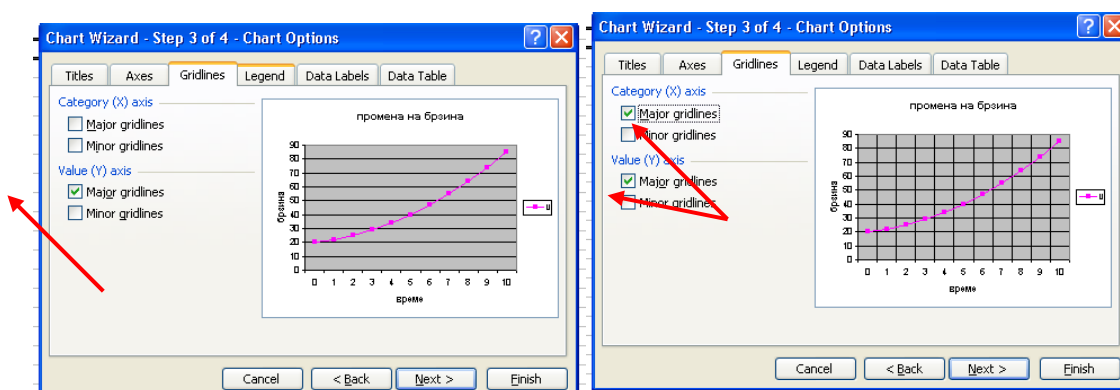 Chart Wizard - Step 3 of 4 - Chart Options
Titles Axes Gridlines Legend Data Labels Data Table
Category (X) axis
Major gridlines
Minor gridlines
Value (Y) axis
Major gridlines
Minor gridlines
промена на брзина
брзина
90
80
70
60
50
40
30
20
10
0
0 1 2 3 4 5 6 7 8 9 10
време
u
Cancel < Back Next > Finish
Chart Wizard - Step 3 of 4 - Chart Options
Titles Axes Gridlines Legend Data Labels Data Table
Category (X) axis
Major gridlines
Minor gridlines
Value (Y) axis
Major gridlines
Minor gridlines
промена на брзина
брзина
90
80
70
60
50
40
30
20
10
0
0 1 2 3 4 5 6 7 8 9 10
време
u
Cancel < Back Next > Finish